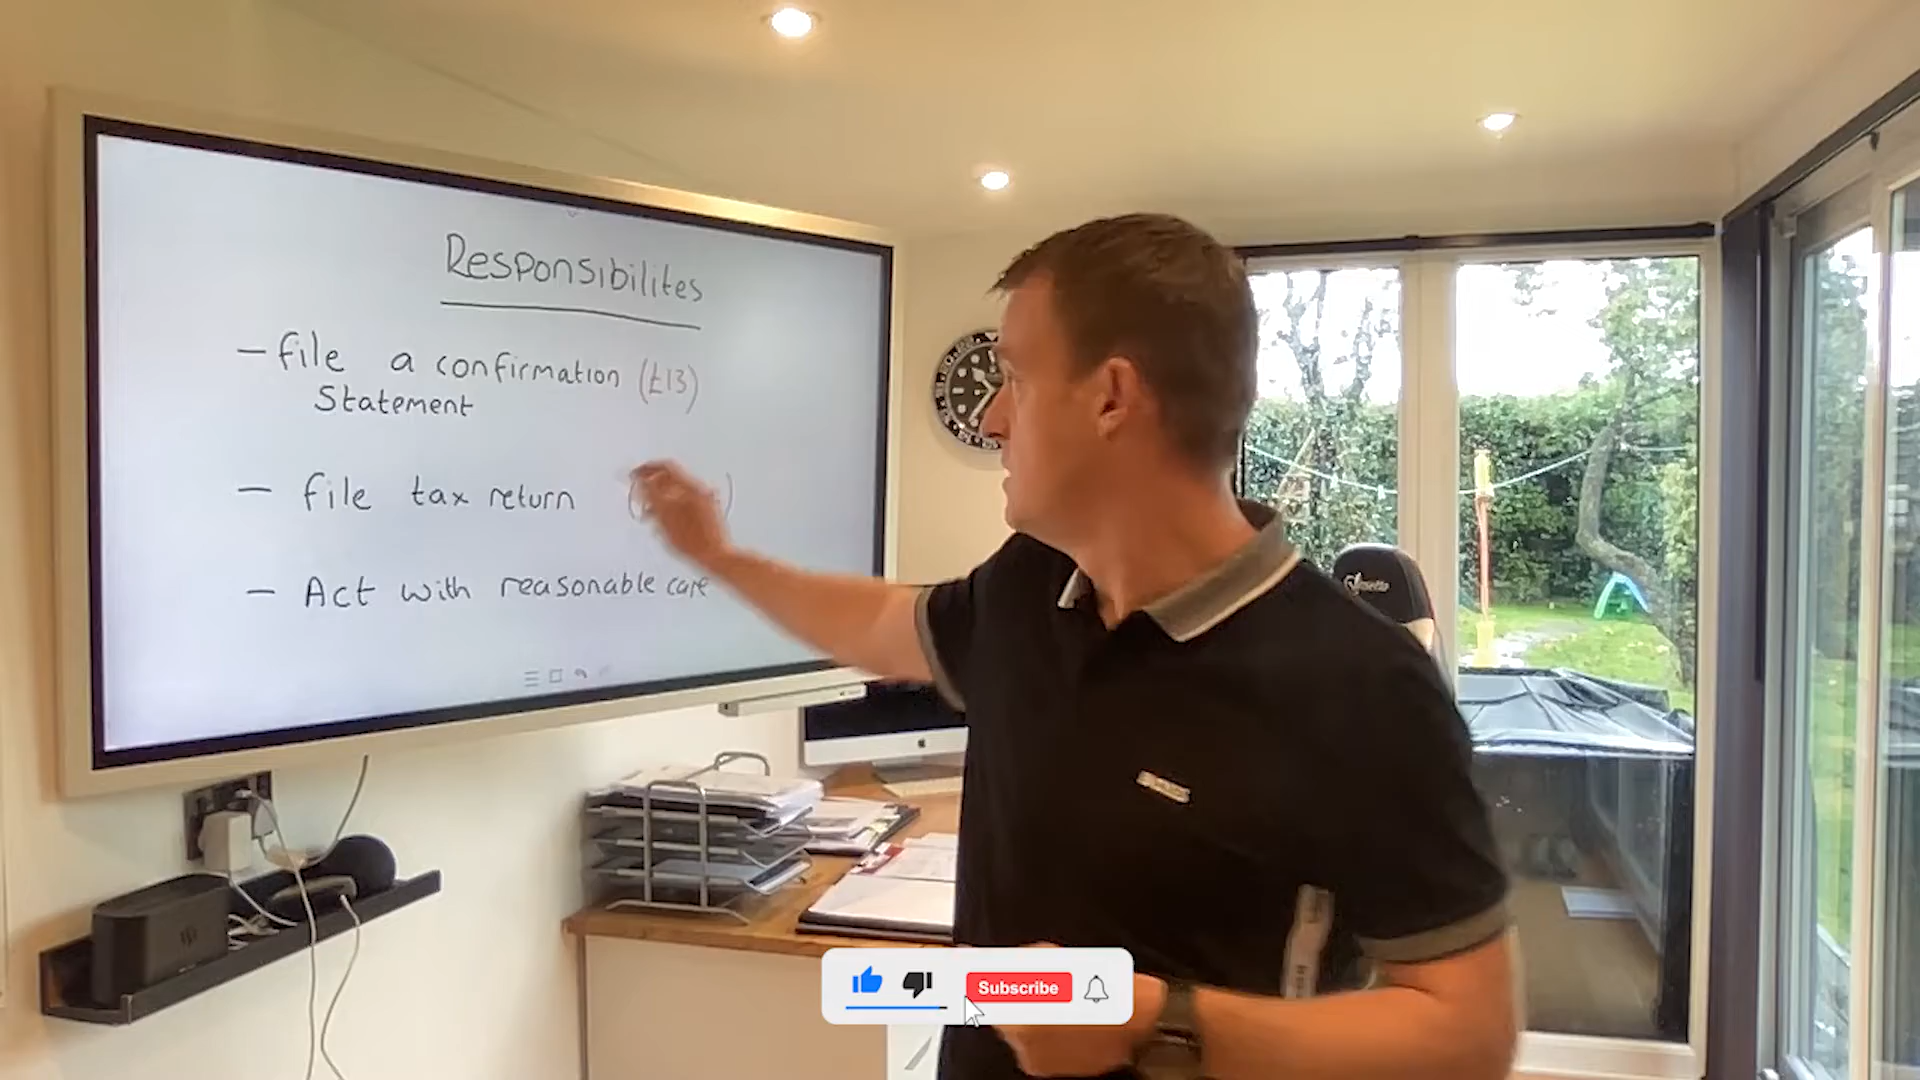 Responsibilites
- file a confirmation (£13)
Statement
- file tax return
- Act with reasonable care
Subscribe